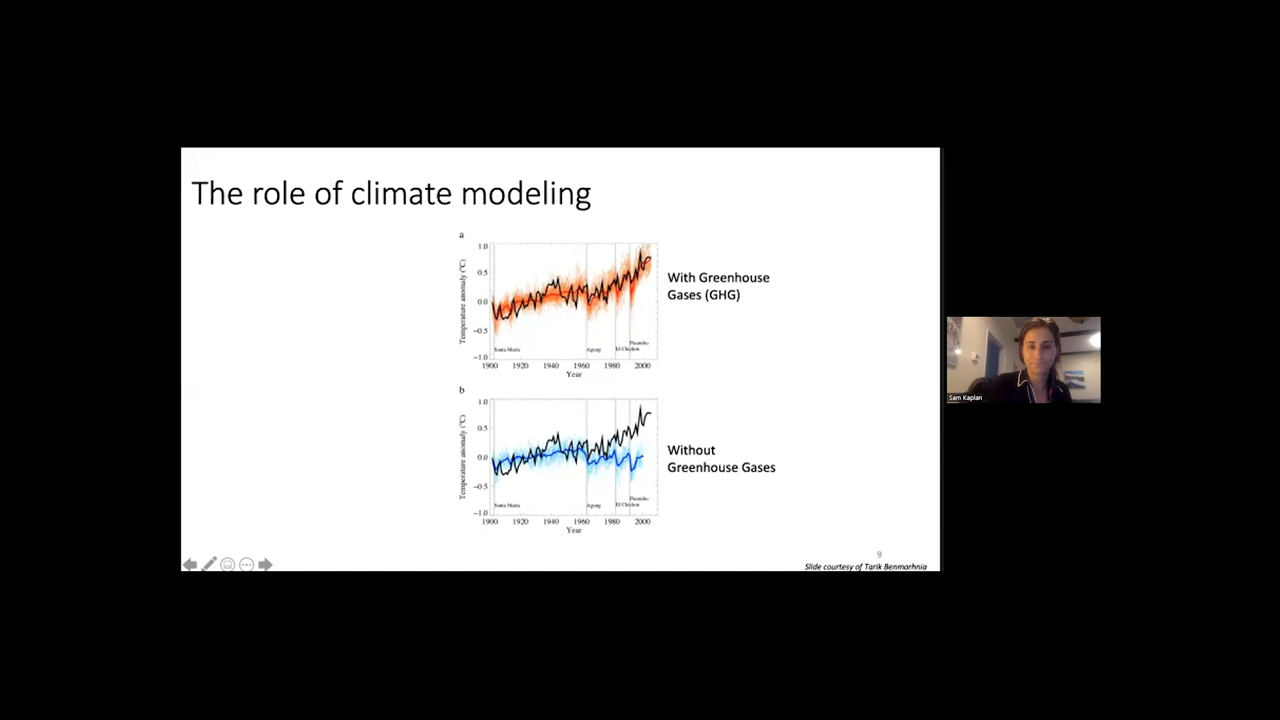 The role of climate modeling
a
1.0
0.5
0.0
−0.5
−1.0
Temperature anomaly (°C)
Santa Maria
Agung
El Chichon
Pinatubo
1900 1920 1940 1960 1980 2000
Year
With Greenhouse
Gases (GHG)
b
1.0
0.5
0.0
−0.5
−1.0
Temperature anomaly (°C)
Santa Maria
Agung
El Chichon
Pinatubo
1900 1920 1940 1960 1980 2000
Year
Without
Greenhouse Gases
9
Slide courtesy of Tarik Benmarhnia
Sam Kaplan